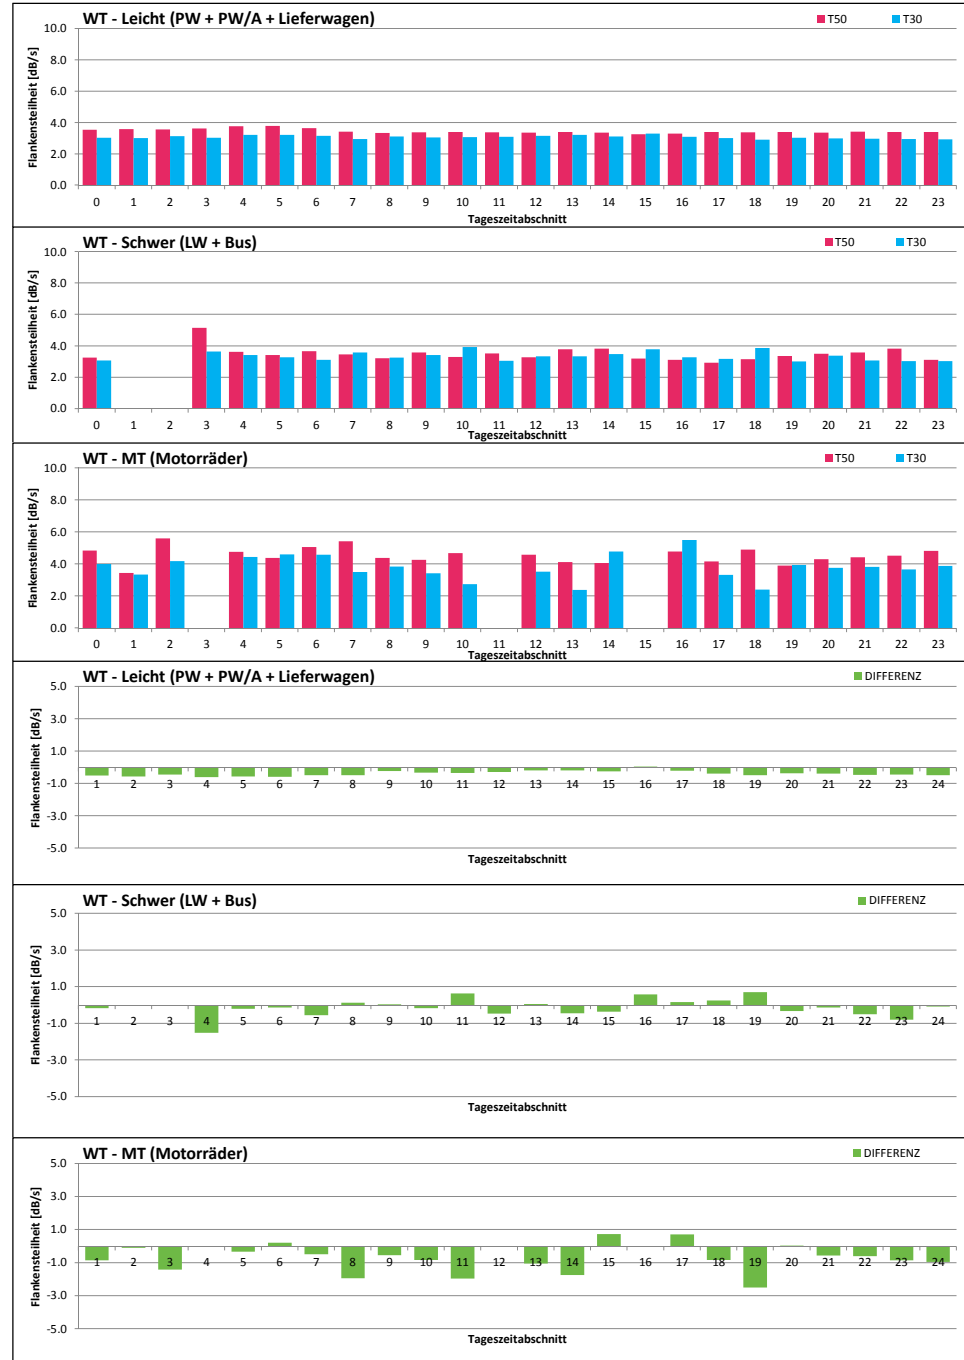 WT - Leicht (PW + PW/A + Lieferwagen)
T50 T30
Flankensteilheit [dB/s]
10.0
8.0
6.0
4.0
2.0
0.0
0 1 2 3 4 5 6 7 8 9 10 11 12 13 14 15 16 17 18 19 20 21 22 23
Tageszeitabschnitt
WT - Schwer (LW + Bus)
T50 T30
Flankensteilheit [dB/s]
10.0
8.0
6.0
4.0
2.0
0.0
0 1 2 3 4 5 6 7 8 9 10 11 12 13 14 15 16 17 18 19 20 21 22 23
Tageszeitabschnitt
WT - MT (Motorräder)
T50 T30
Flankensteilheit [dB/s]
10.0
8.0
6.0
4.0
2.0
0.0
0 1 2 3 4 5 6 7 8 9 10 11 12 13 14 15 16 17 18 19 20 21 22 23
Tageszeitabschnitt
WT - Leicht (PW + PW/A + Lieferwagen)
DIFFERENZ
Flankensteilheit [dB/s]
5.0
3.0
1.0
-1.0
-3.0
-5.0
1 2 3 4 5 6 7 8 9 10 11 12 13 14 15 16 17 18 19 20 21 22 23 24
Tageszeitabschnitt
WT - Schwer (LW + Bus)
DIFFERENZ
Flankensteilheit [dB/s]
5.0
3.0
1.0
-1.0
-3.0
-5.0
1 2 3 4 5 6 7 8 9 10 11 12 13 14 15 16 17 18 19 20 21 22 23 24
Tageszeitabschnitt
WT - MT (Motorräder)
DIFFERENZ
Flankensteilheit [dB/s]
5.0
3.0
1.0
-1.0
-3.0
-5.0
1 2 3 4 5 6 7 8 9 10 11 12 13 14 15 16 17 18 19 20 21 22 23 24
Tageszeitabschnitt